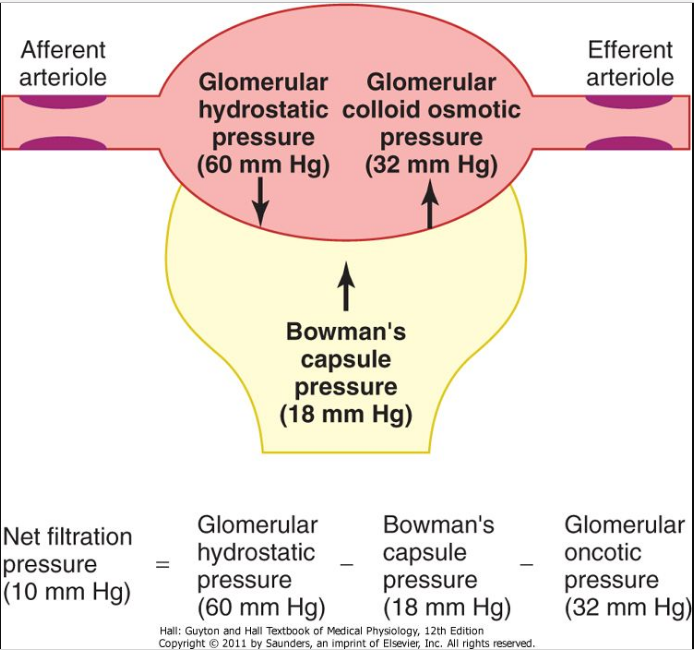 Afferent
arteriole
Efferent
arteriole
Glomerular
hydrostatic
pressure
(60 mm Hg)
Glomerular
colloid osmotic
pressure
(32 mm Hg)
Bowman's
capsule
pressure
(18 mm Hg)
Net filtration
pressure
(10 mm Hg)
=
Glomerular
hydrostatic
pressure
(60 mm Hg)
–
Bowman's
capsule
pressure
(18 mm Hg)
–
Glomerular
oncotic
pressure
(32 mm Hg)
Hall: Guyton and Hall Textbook of Medical Physiology, 12th Edition
Copyright © 2011 by Saunders, an imprint of Elsevier, Inc. All rights reserved.